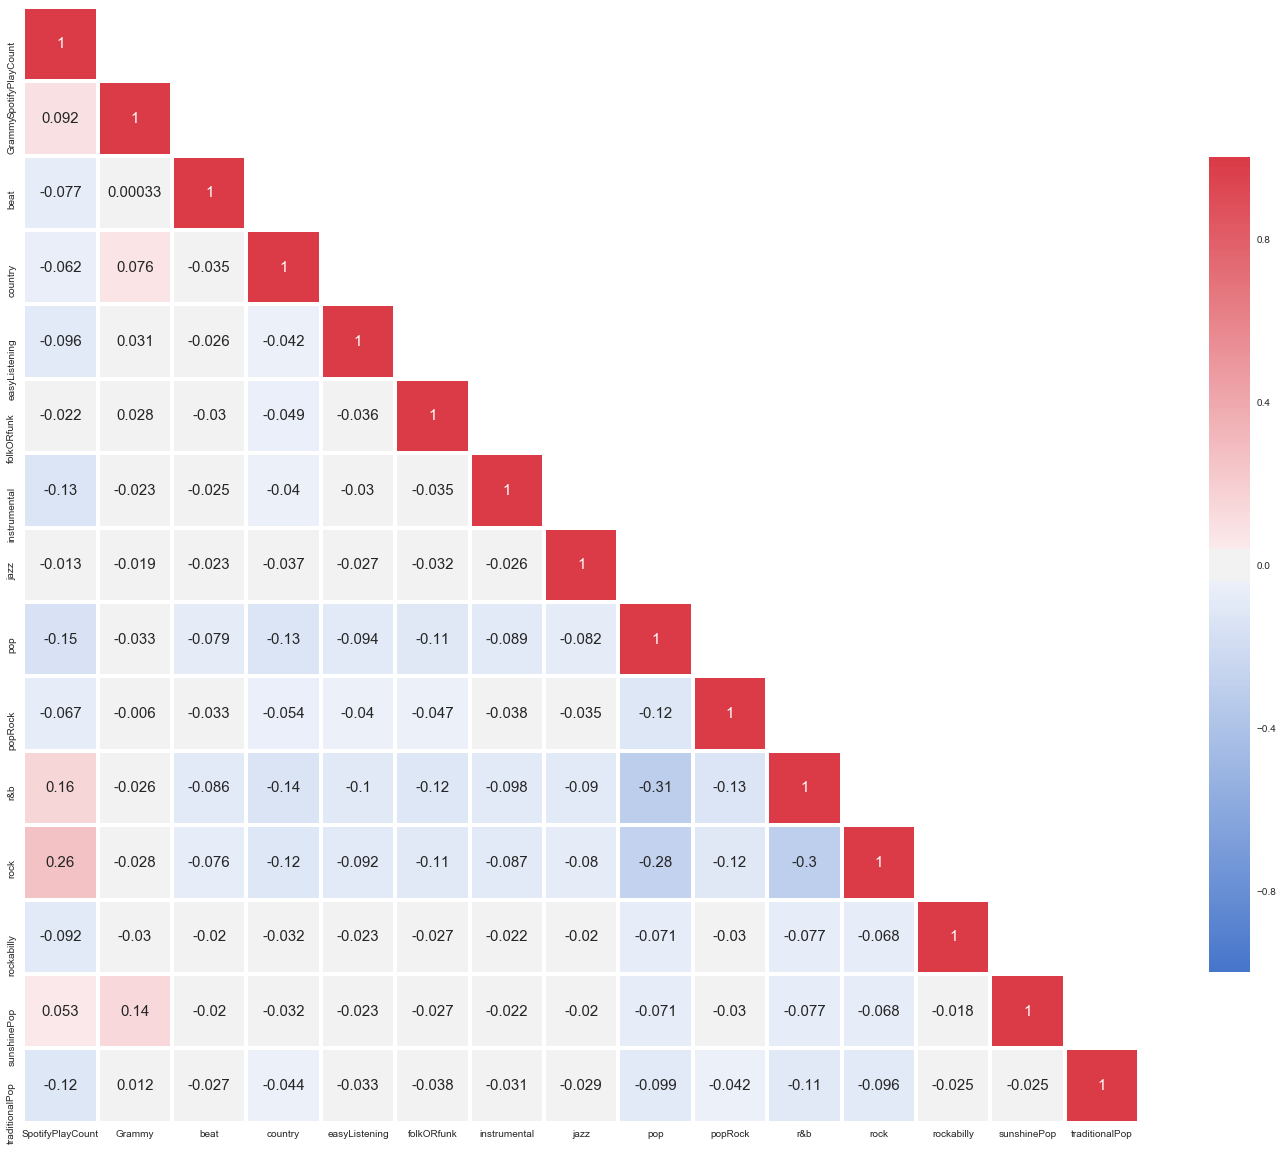 SpotifyPlayCount 1
Grammy 0.092 1
beat -0.077 0.00033 1
country -0.062 0.076 -0.035 1
easyListening -0.096 0.031 -0.026 -0.042 1
folkORfunk -0.022 0.028 -0.03 -0.049 -0.036 1
instrumental -0.13 -0.023 -0.025 -0.04 -0.03 -0.035 1
jazz -0.013 -0.019 -0.023 -0.037 -0.027 -0.032 -0.026 1
pop -0.15 -0.033 -0.079 -0.13 -0.094 -0.11 -0.089 -0.082 1
popRock -0.067 -0.006 -0.033 -0.054 -0.04 -0.047 -0.038 -0.035 -0.12 1
r&b 0.16 -0.026 -0.086 -0.14 -0.1 -0.12 -0.098 -0.09 -0.31 -0.13 1
rock 0.26 -0.028 -0.076 -0.12 -0.092 -0.11 -0.087 -0.08 -0.28 -0.12 -0.3 1
rockabilly -0.092 -0.03 -0.02 -0.032 -0.023 -0.027 -0.022 -0.02 -0.071 -0.03 -0.077 -0.068 1
sunshinePop 0.053 0.14 -0.02 -0.032 -0.023 -0.027 -0.022 -0.02 -0.071 -0.03 -0.077 -0.068 -0.018 1
traditionalPop -0.12 0.012 -0.027 -0.044 -0.033 -0.038 -0.031 -0.029 -0.099 -0.042 -0.11 -0.096 -0.025 -0.025 1
SpotifyPlayCount Grammy beat country easyListening folkORfunk instrumental jazz pop popRock r&b rock rockabilly sunshinePop traditionalPop
0.8
0.4
0.0
−0.4
−0.8